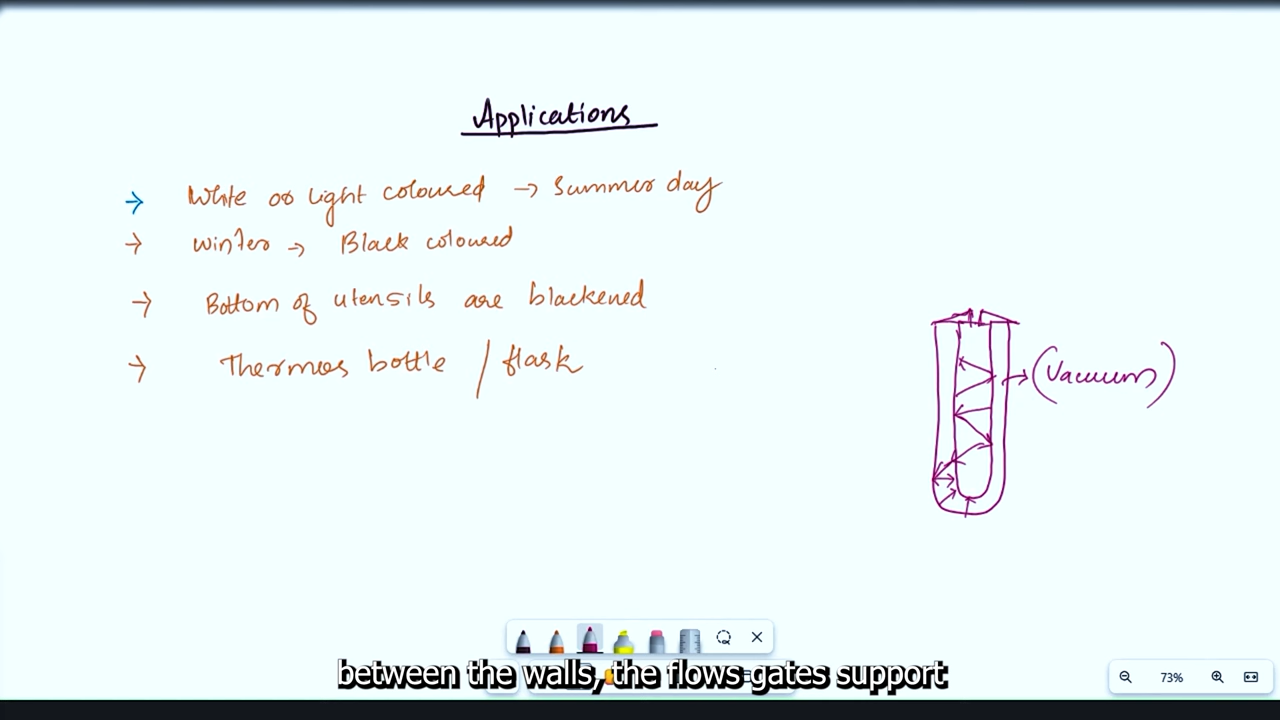 Applications
→ White or light coloured → Summer day
→ Winter → Black coloured
→ Bottom of utensils are blackened
→ Thermos bottle / flask
→ (Vacuum)
between the walls, the flows gates support
73%